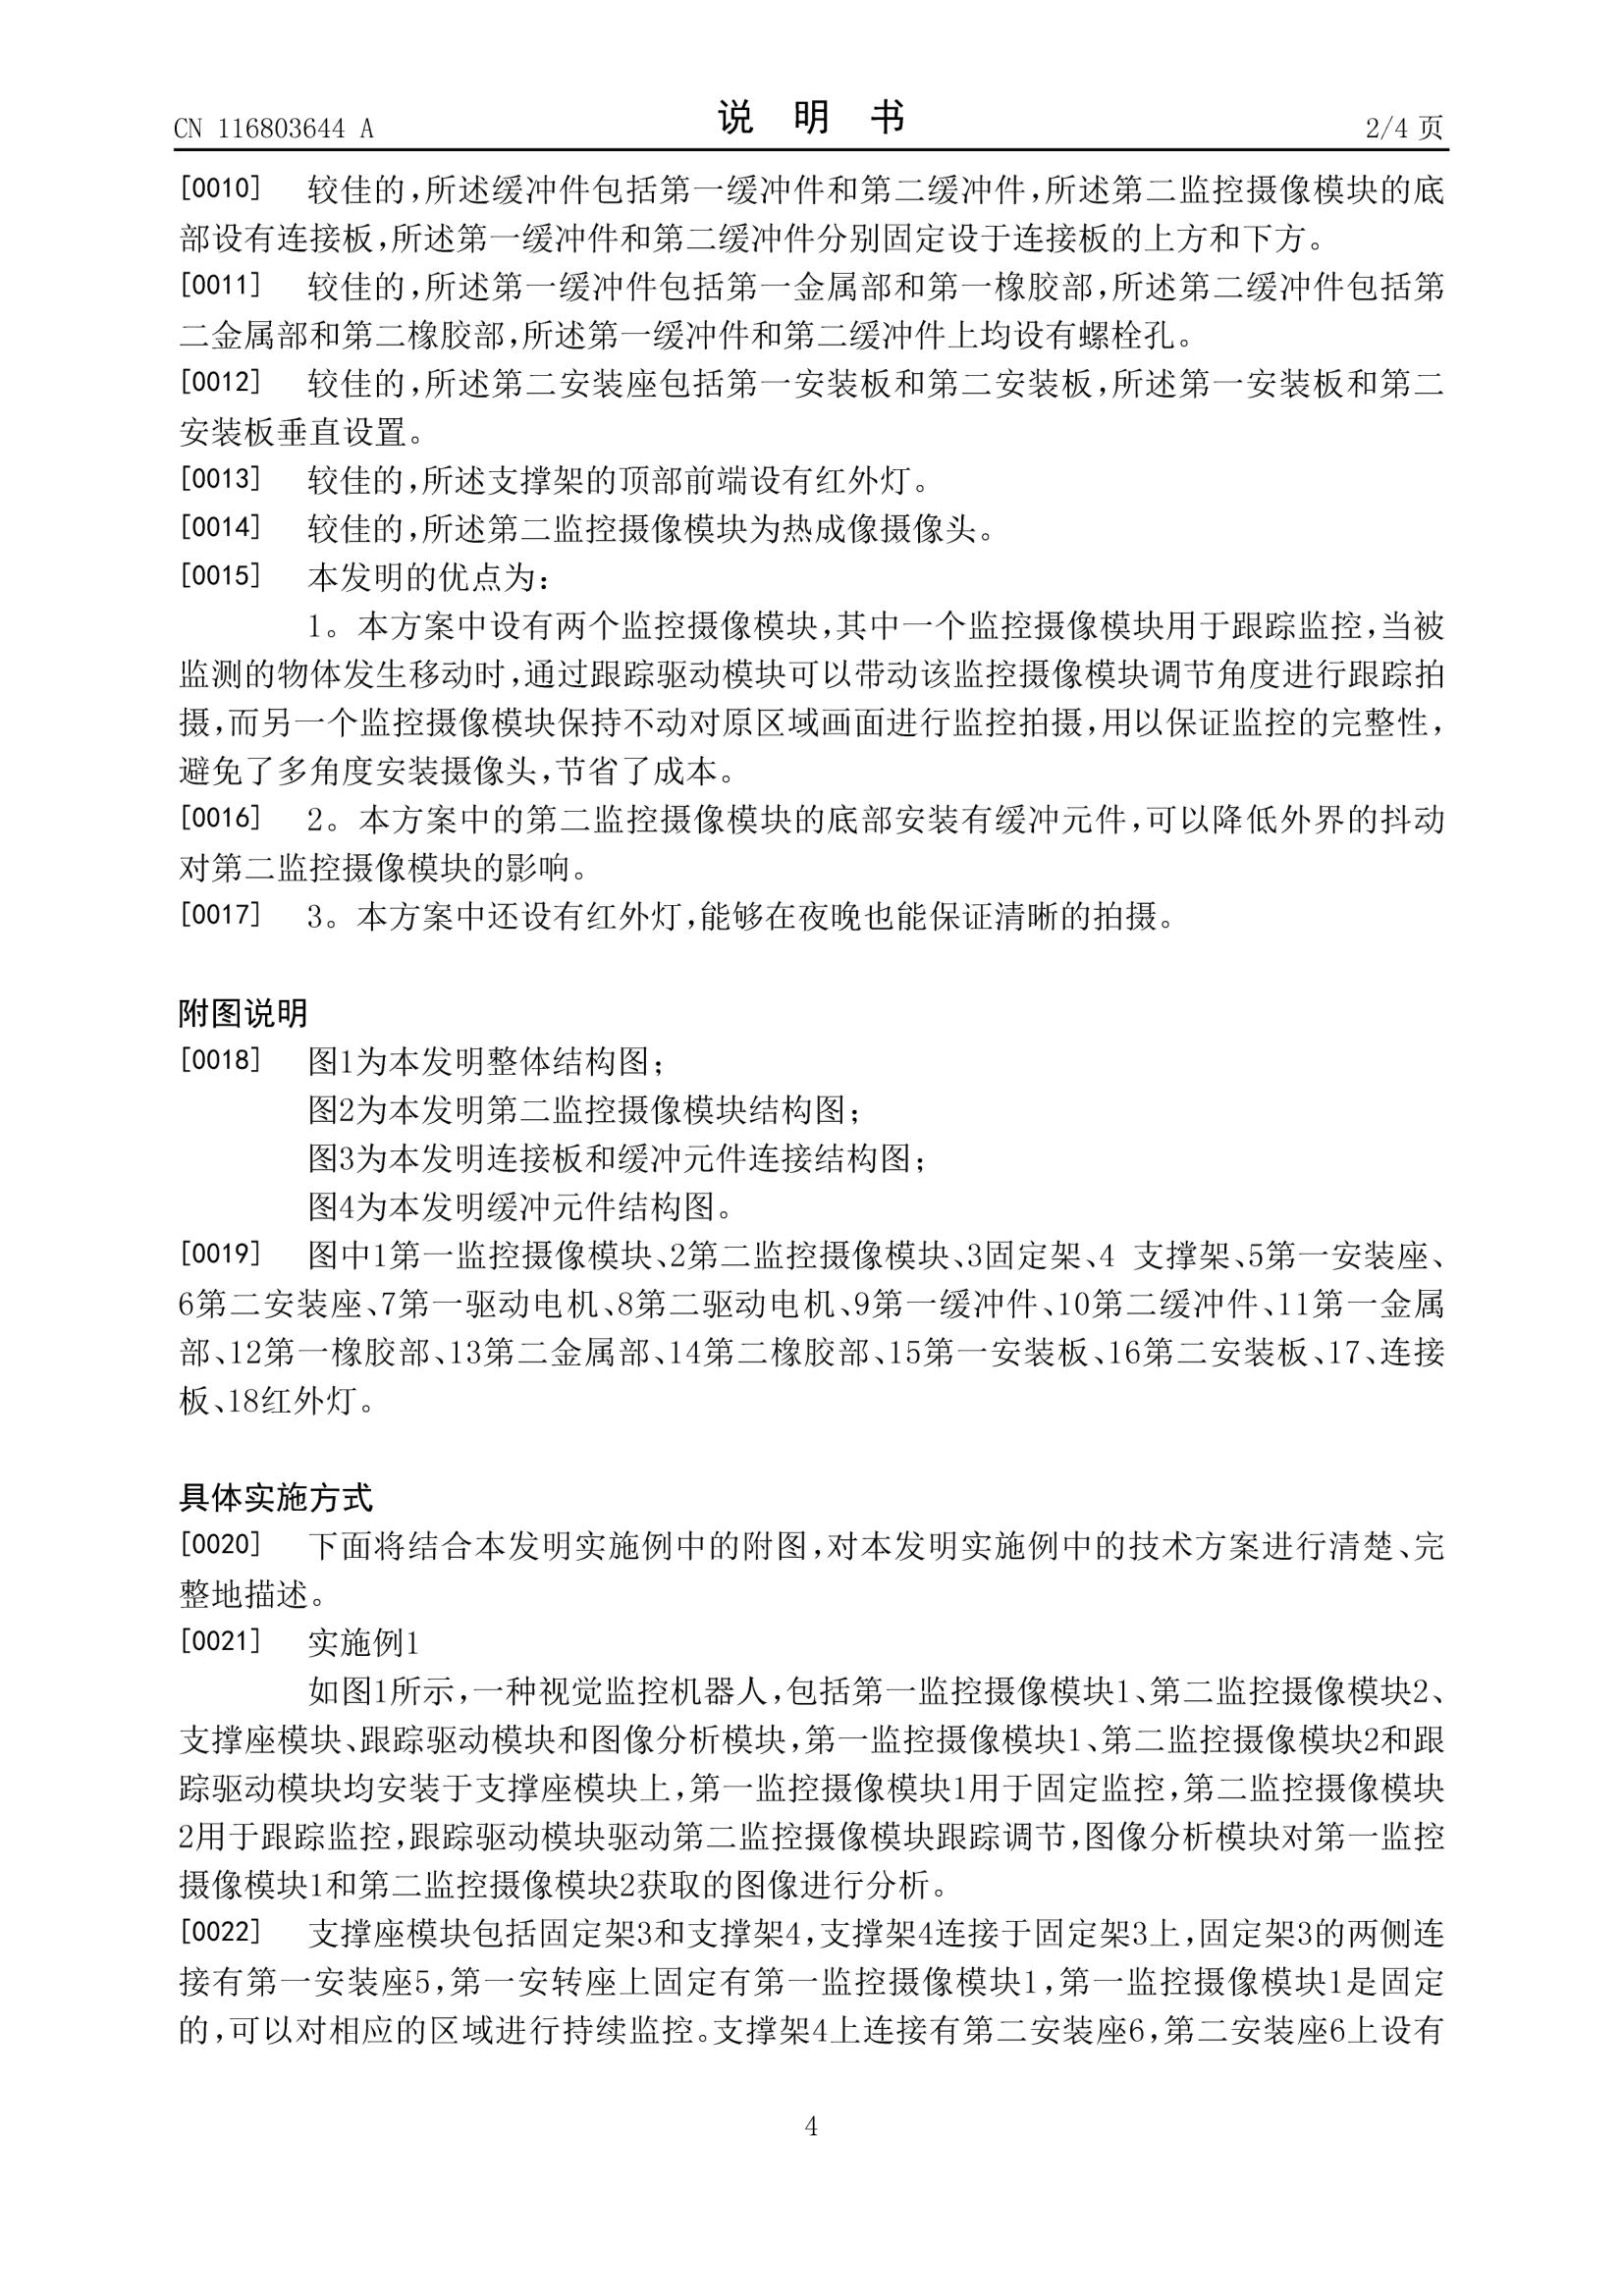 CN 116803644 A
说 明 书
2/4 页
[0010] 较佳的,所述缓冲件包括第一缓冲件和第二缓冲件,所述第二监控摄像模块的底
部设有连接板,所述第一缓冲件和第二缓冲件分别固定设于连接板的上方和下方。
[0011] 较佳的,所述第一缓冲件包括第一金属部和第一橡胶部,所述第二缓冲件包括第
二金属部和第二橡胶部,所述第一缓冲件和第二缓冲件上均设有螺栓孔。
[0012] 较佳的,所述第二安装座包括第一安装板和第二安装板,所述第一安装板和第二
安装板垂直设置。
[0013] 较佳的,所述支撑架的顶部前端设有红外灯。
[0014] 较佳的,所述第二监控摄像模块为热成像摄像头。
[0015] 本发明的优点为:
1。本方案中设有两个监控摄像模块,其中一个监控摄像模块用于跟踪监控,当被
监测的物体发生移动时,通过跟踪驱动模块可以带动该监控摄像模块调节角度进行跟踪拍
摄,而另一个监控摄像模块保持不动对原区域画面进行监控拍摄,用以保证监控的完整性,
避免了多角度安装摄像头,节省了成本。
[0016] 2。本方案中的第二监控摄像模块的底部安装有缓冲元件,可以降低外界的抖动
对第二监控摄像模块的影响。
[0017] 3。本方案中还设有红外灯,能够在夜晚也能保证清晰的拍摄。
附图说明
[0018] 图1为本发明整体结构图;
图2为本发明第二监控摄像模块结构图;
图3为本发明连接板和缓冲元件连接结构图;
图4为本发明缓冲元件结构图。
[0019] 图中1第一监控摄像模块、2第二监控摄像模块、3固定架、4 支撑架、5第一安装座、
6第二安装座、7第一驱动电机、8第二驱动电机、9第一缓冲件、10第二缓冲件、11第一金属
部、12第一橡胶部、13第二金属部、14第二橡胶部、15第一安装板、16第二安装板、17、连接
板、18红外灯。
具体实施方式
[0020] 下面将结合本发明实施例中的附图,对本发明实施例中的技术方案进行清楚、完
整地描述。
[0021] 实施例1
如图1所示,一种视觉监控机器人,包括第一监控摄像模块1、第二监控摄像模块2、
支撑座模块、跟踪驱动模块和图像分析模块,第一监控摄像模块1、第二监控摄像模块2和跟
踪驱动模块均安装于支撑座模块上,第一监控摄像模块1用于固定监控,第二监控摄像模块
2用于跟踪监控,跟踪驱动模块驱动第二监控摄像模块跟踪调节,图像分析模块对第一监控
摄像模块1和第二监控摄像模块2获取的图像进行分析。
[0022] 支撑座模块包括固定架3和支撑架4,支撑架4连接于固定架3上,固定架3的两侧连
接有第一安装座5,第一安转座上固定有第一监控摄像模块1,第一监控摄像模块1是固定
的,可以对相应的区域进行持续监控。支撑架4上连接有第二安装座6,第二安装座6上设有
4